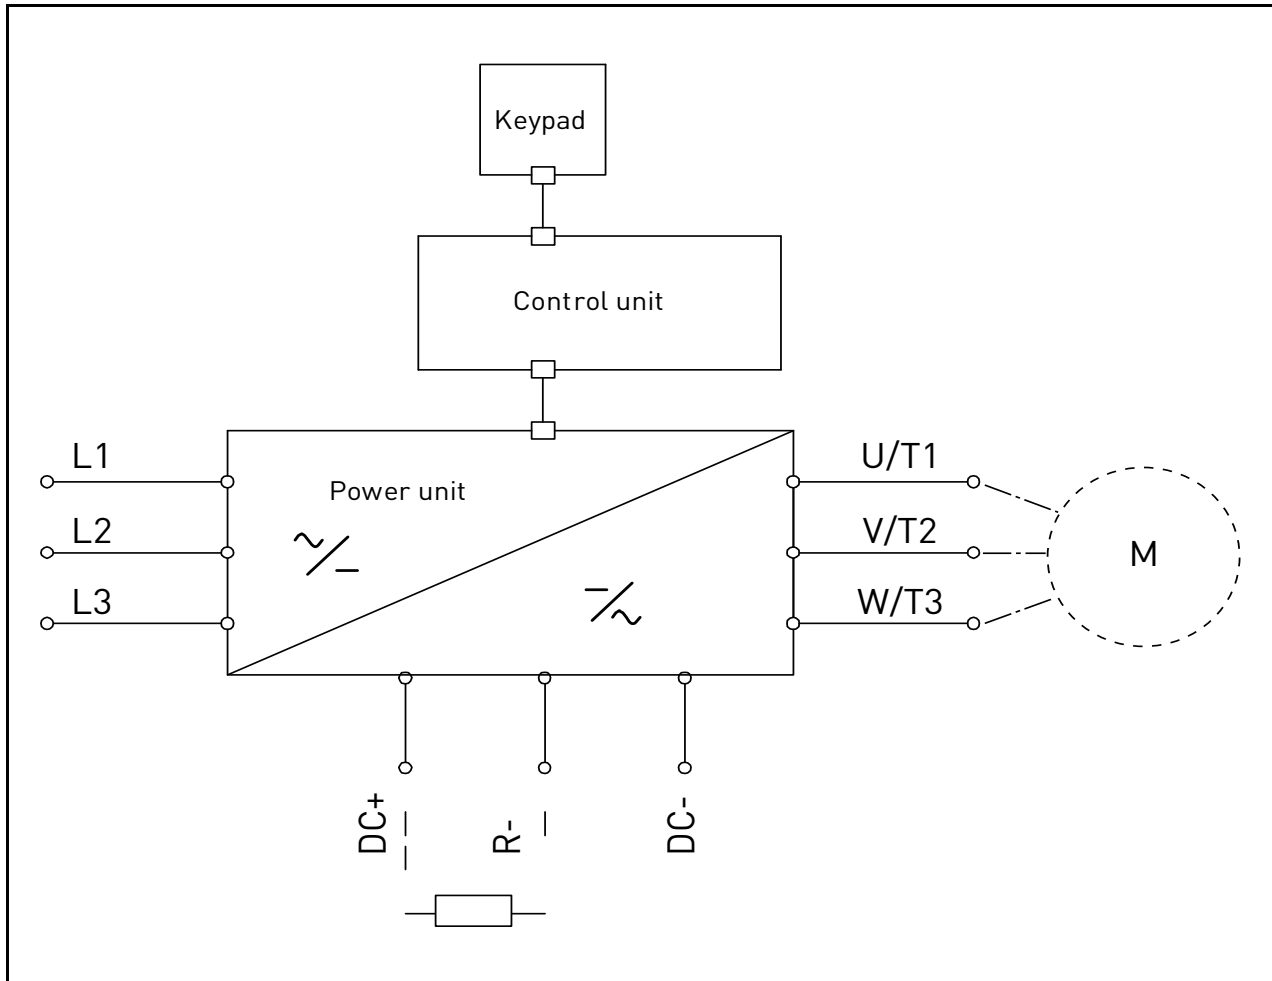 Keypad
Control unit
L1
U/T1
Power unit
L2
V/T2
M
L3
W/T3
DC+
R-
DC-